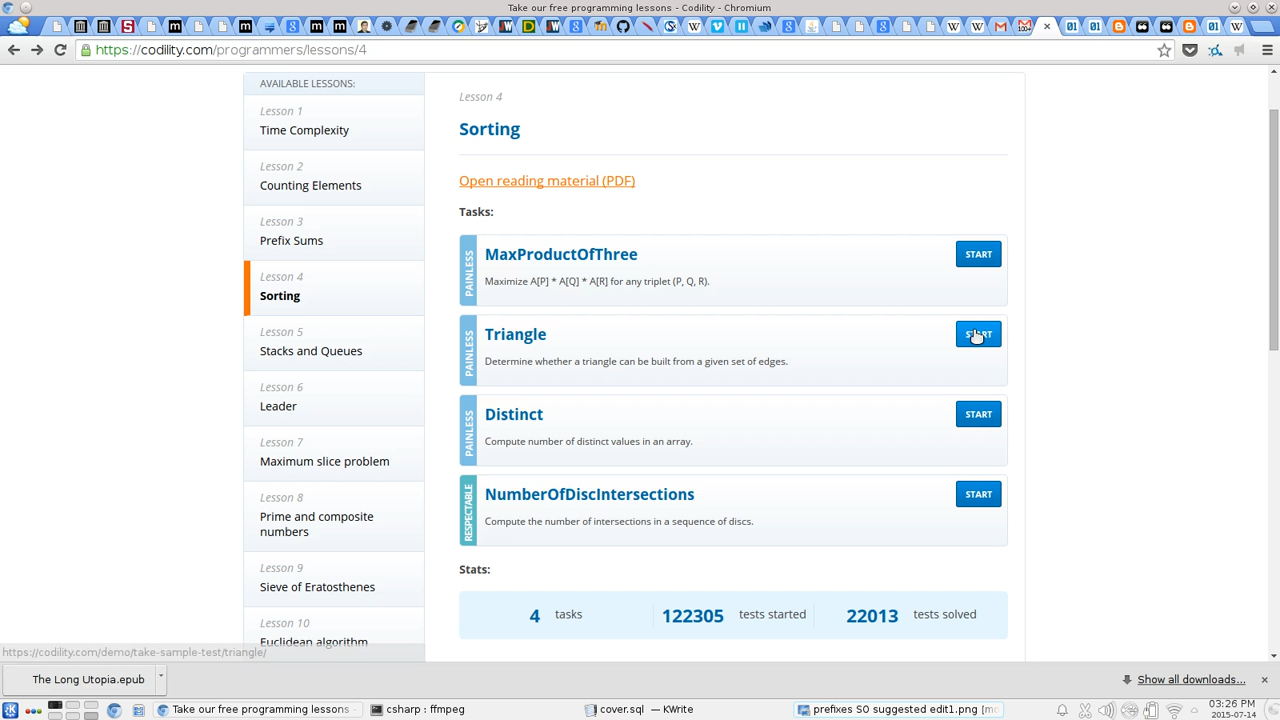 Take our free programming lessons - Codility - Chromium
https://codility.com/programmers/lessons/4
AVAILABLE LESSONS:
Lesson 1
Time Complexity
Lesson 2
Counting Elements
Lesson 3
Prefix Sums
Lesson 4
Sorting
Lesson 5
Stacks and Queues
Lesson 6
Leader
Lesson 7
Maximum slice problem
Lesson 8
Prime and composite
numbers
Lesson 9
Sieve of Eratosthenes
Lesson 10
Euclidean algorithm
Lesson 4
Sorting
Open reading material (PDF)
Tasks:
PAINLESS
MaxProductOfThree
START
Maximize A[P] * A[Q] * A[R] for any triplet (P, Q, R).
PAINLESS
Triangle
START
Determine whether a triangle can be built from a given set of edges.
PAINLESS
Distinct
START
Compute number of distinct values in an array.
RESPECTABLE
NumberOfDiscIntersections
START
Compute the number of intersections in a sequence of discs.
Stats:
4 tasks 122305 tests started 22013 tests solved
https://codility.com/demo/take-sample-test/triangle/
The Long Utopia.epub
Show all downloads...
Take our free programming lessons
csharp : ffmpeg
cover.sql — KWrite
prefixes SO suggested edit1.png [m
03:26 PM
2015-07-14